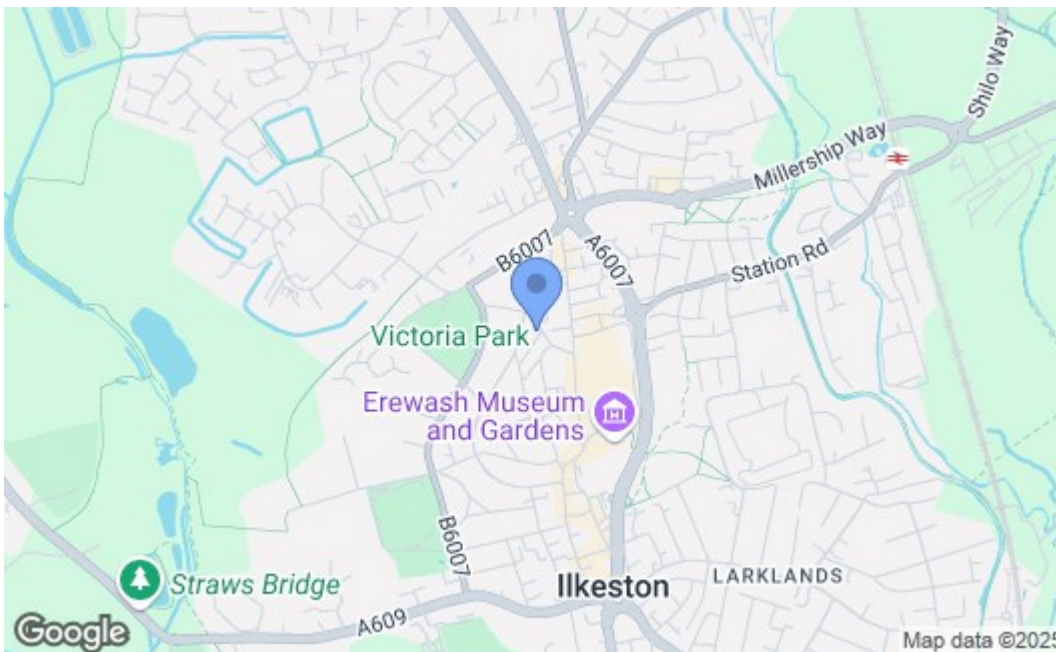 Shilo Way
Millership Way
B6007
A6007
Station Rd
Victoria Park
Erewash Museum
and Gardens
B6007
Straws Bridge
Ilkeston
LARKLANDS
A609
Google
Map data ©2025